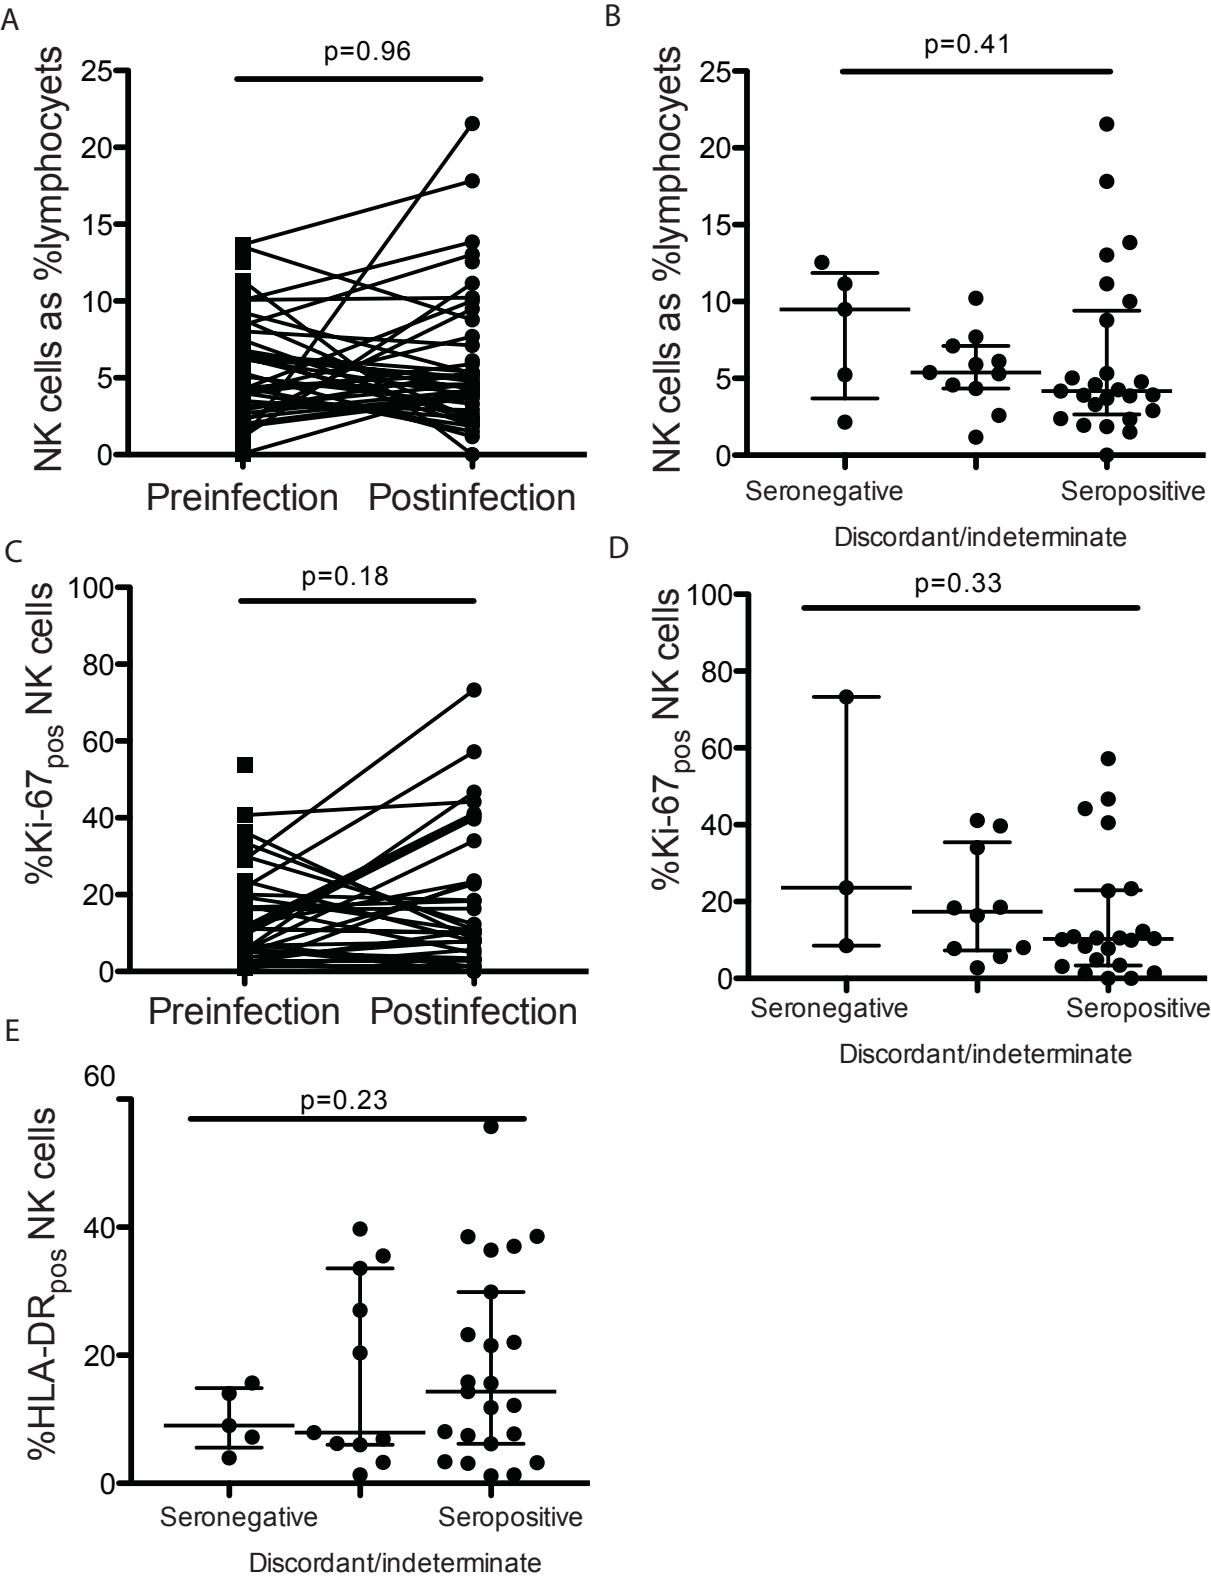 A
p=0.96
NK cells as %lymphocyets
25
20
15
10
5
0
Preinfection
Postinfection
B
p=0.41
NK cells as %lymphocyets
25
20
15
10
5
0
Seronegative
Seropositive
Discordant/indeterminate
C
p=0.18
%Ki-67pos NK cells
100
80
60
40
20
0
Preinfection
Postinfection
D
p=0.33
%Ki-67pos NK cells
100
80
60
40
20
0
Seronegative
Seropositive
Discordant/indeterminate
E
p=0.23
%HLA-DRpos NK cells
60
40
20
0
Seronegative
Seropositive
Discordant/indeterminate